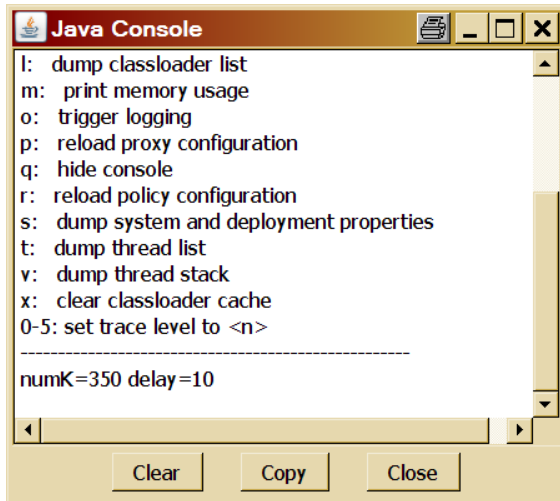 Java Console
l: dump classloader list
m: print memory usage
o: trigger logging
p: reload proxy configuration
q: hide console
r: reload policy configuration
s: dump system and deployment properties
t: dump thread list
v: dump thread stack
x: clear classloader cache
0-5: set trace level to <n>
----------------------------------------------------
numK=350 delay=10
Clear Copy Close